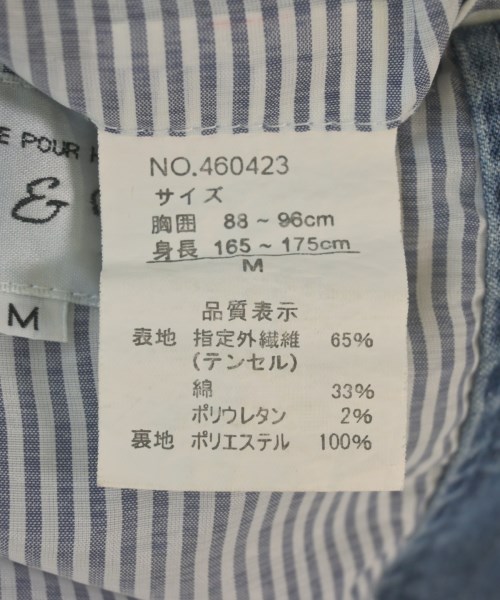 E POUR
&
M
NO.460423
サイズ
胸囲 88~96cm
身長 165~175cm
M
品質表示
表地 指定外繊維 65%
(テンセル)
綿 33%
ポリウレタン 2%
裏地 ポリエステル 100%